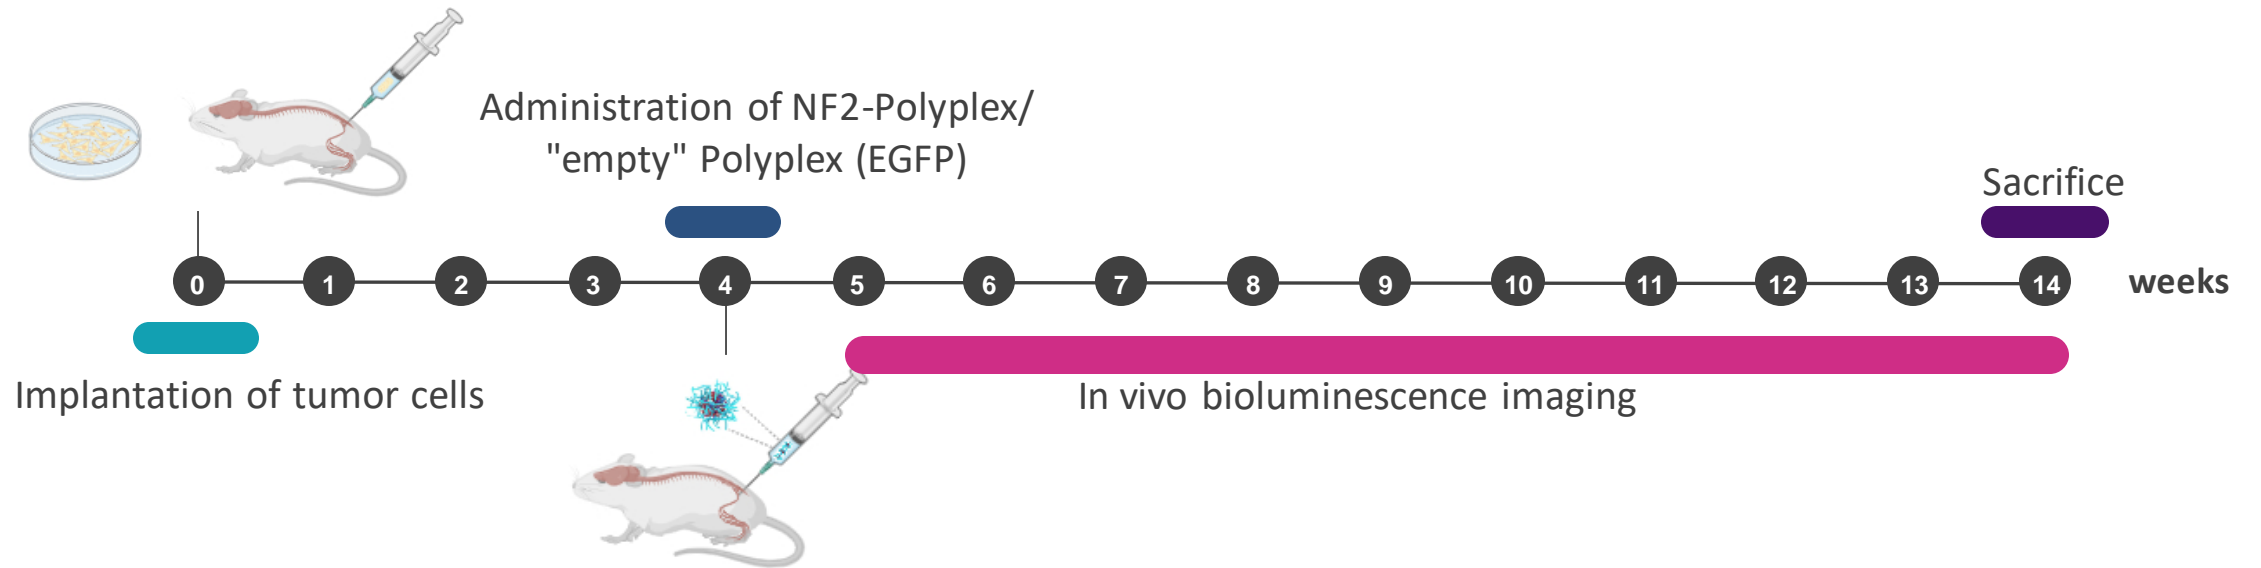 Administration of NF2-Polyplex/
"empty" Polyplex (EGFP)
Sacrifice
0 1 2 3 4 5 6 7 8 9 10 11 12 13 14 weeks
Implantation of tumor cells
In vivo bioluminescence imaging